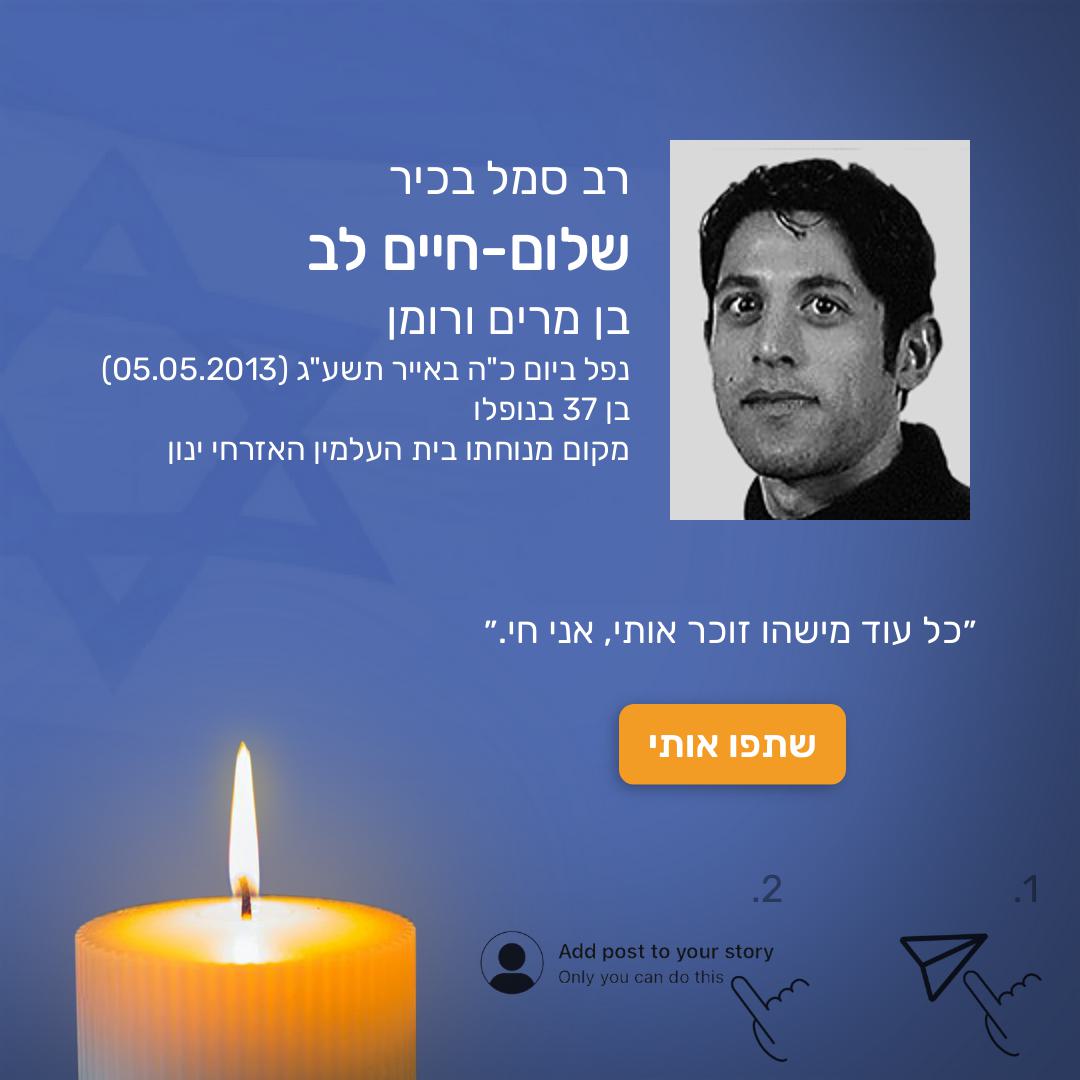 רב סמל בכיר
שלום-חיים לב
בן מרים ורומן
נפל ביום כ"ה באייר תשע"ג (05.05.2013)
בן 37 בנופלו
מקום מנוחתו בית העלמין האזרחי ינון
״כל עוד מישהו זוכר אותי, אני חי.״
שתפו אותי
1.
2.
Add post to your story
Only you can do this